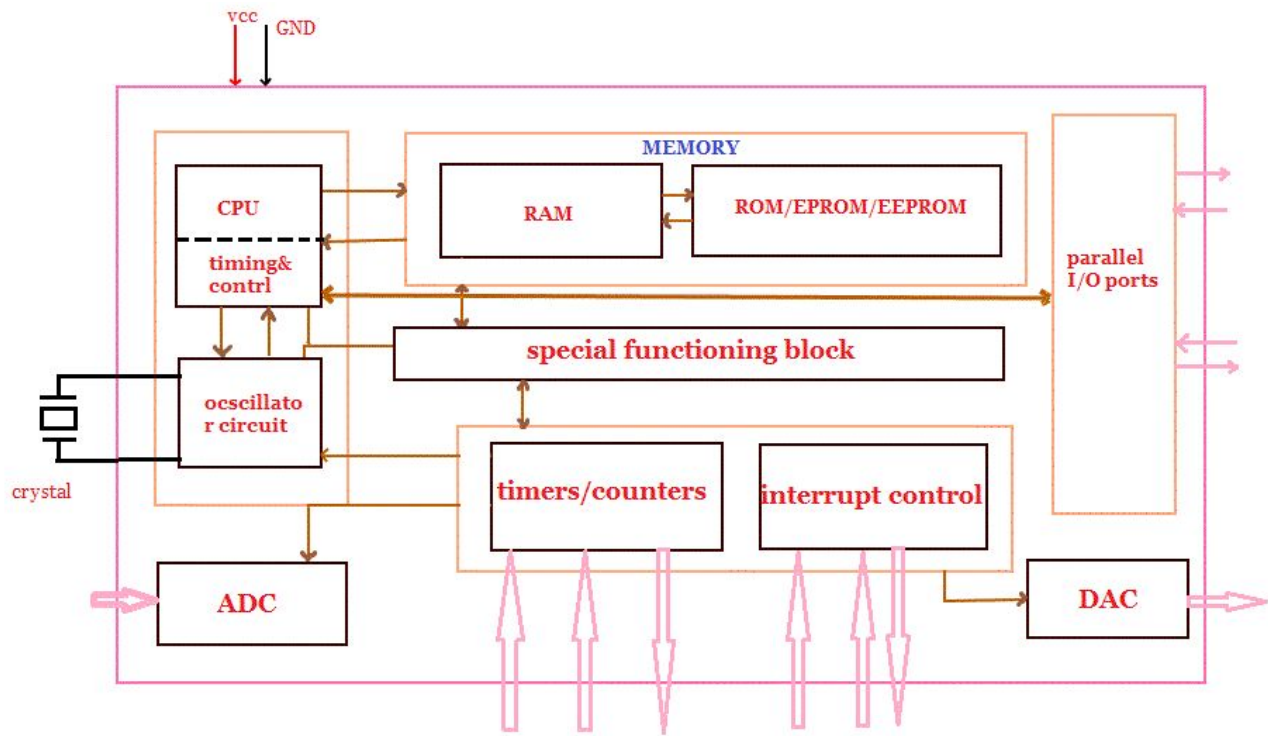 vcc
GND
MEMORY
CPU
RAM
ROM/EPROM/EEPROM
timing&
contrl
parallel
I/O ports
special functioning block
ocscillato
r circuit
crystal
timers/counters
interrupt control
ADC
DAC